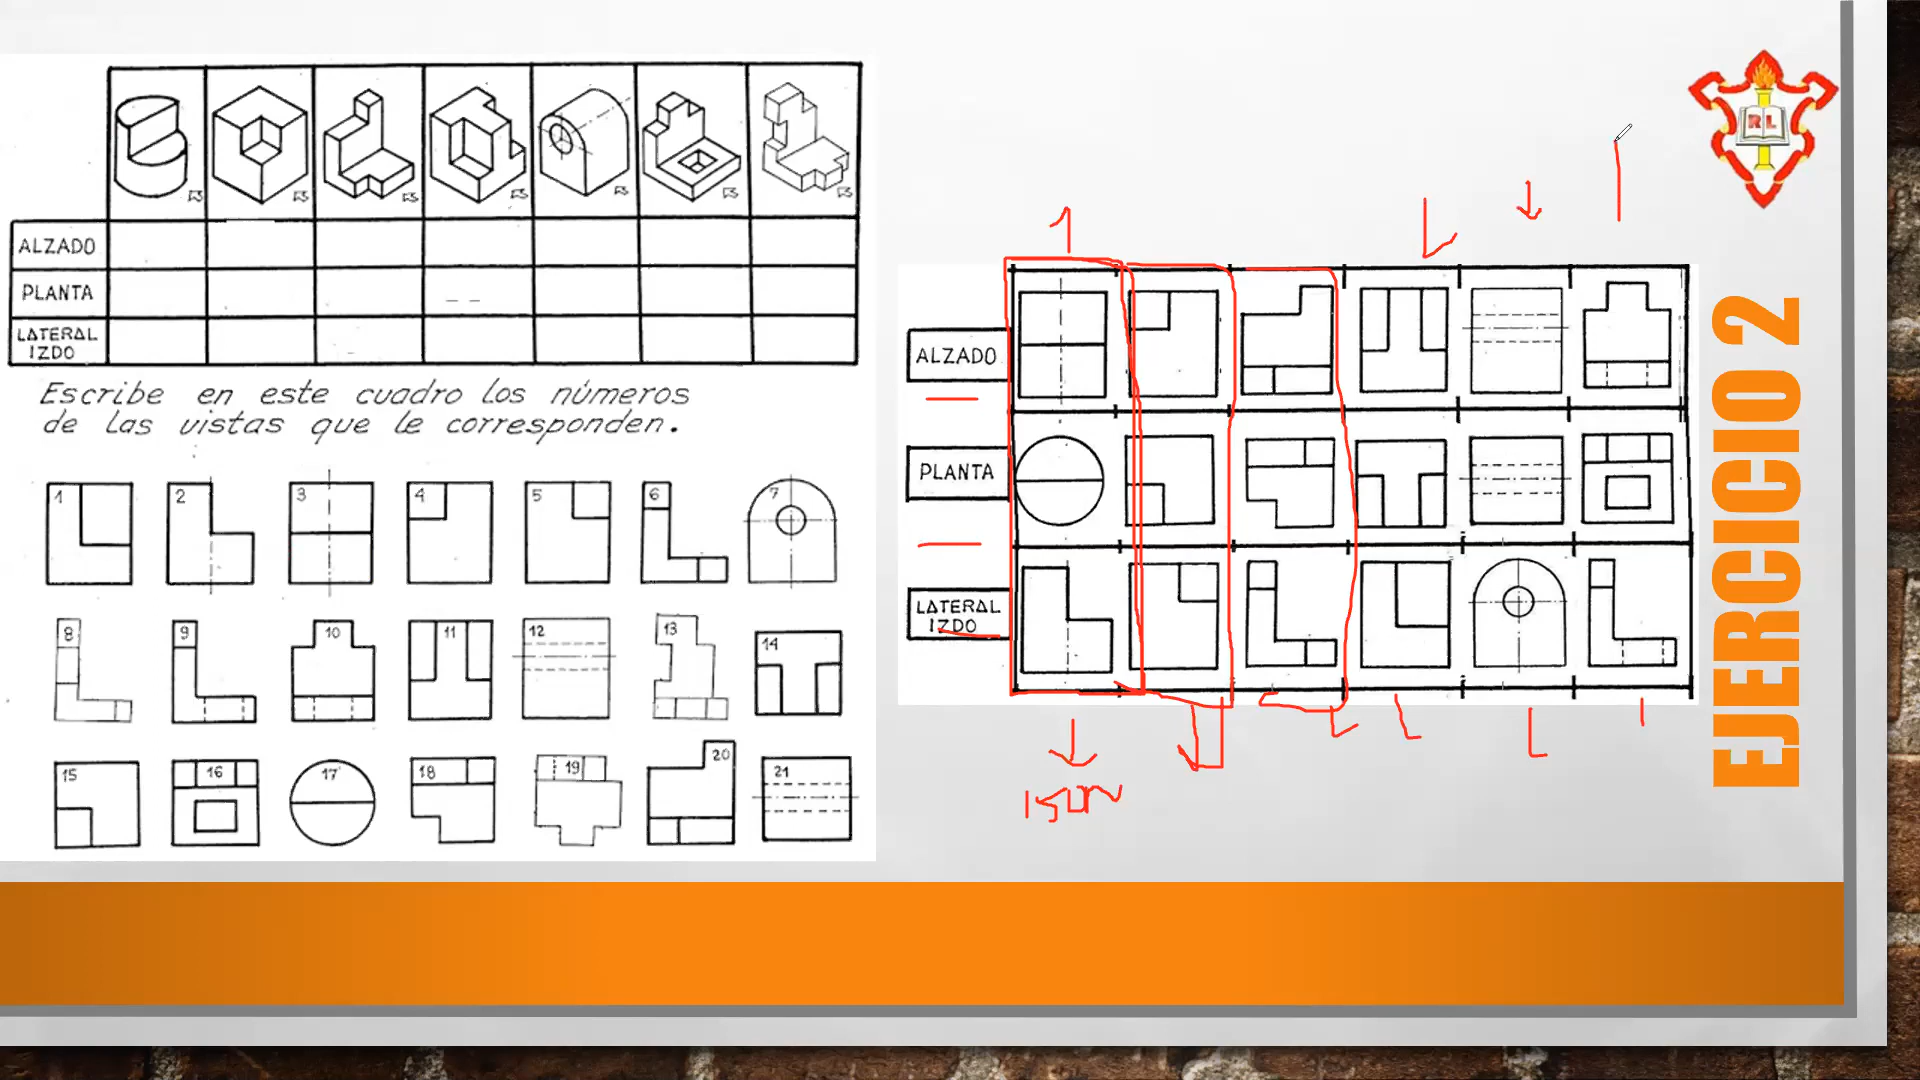 ALZADO
PLANTA
LATERAL
IZDO
Escribe en este cuadro los números
de las vistas que le corresponden.
1 2 3 4 5 6 7
8 9 10 11 12 13 14
15 16 17 18 19 20 21
1
ALZADO
PLANTA
LATERAL
IZDO
RL
EJERCICIO 2